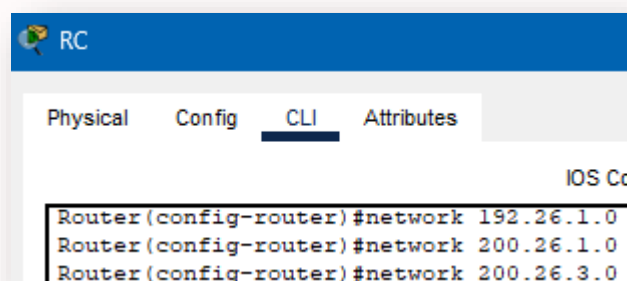 RC
Physical Config CLI Attributes
IOS Co
Router(config-router)#network 192.26.1.0
Router(config-router)#network 200.26.1.0
Router(config-router)#network 200.26.3.0